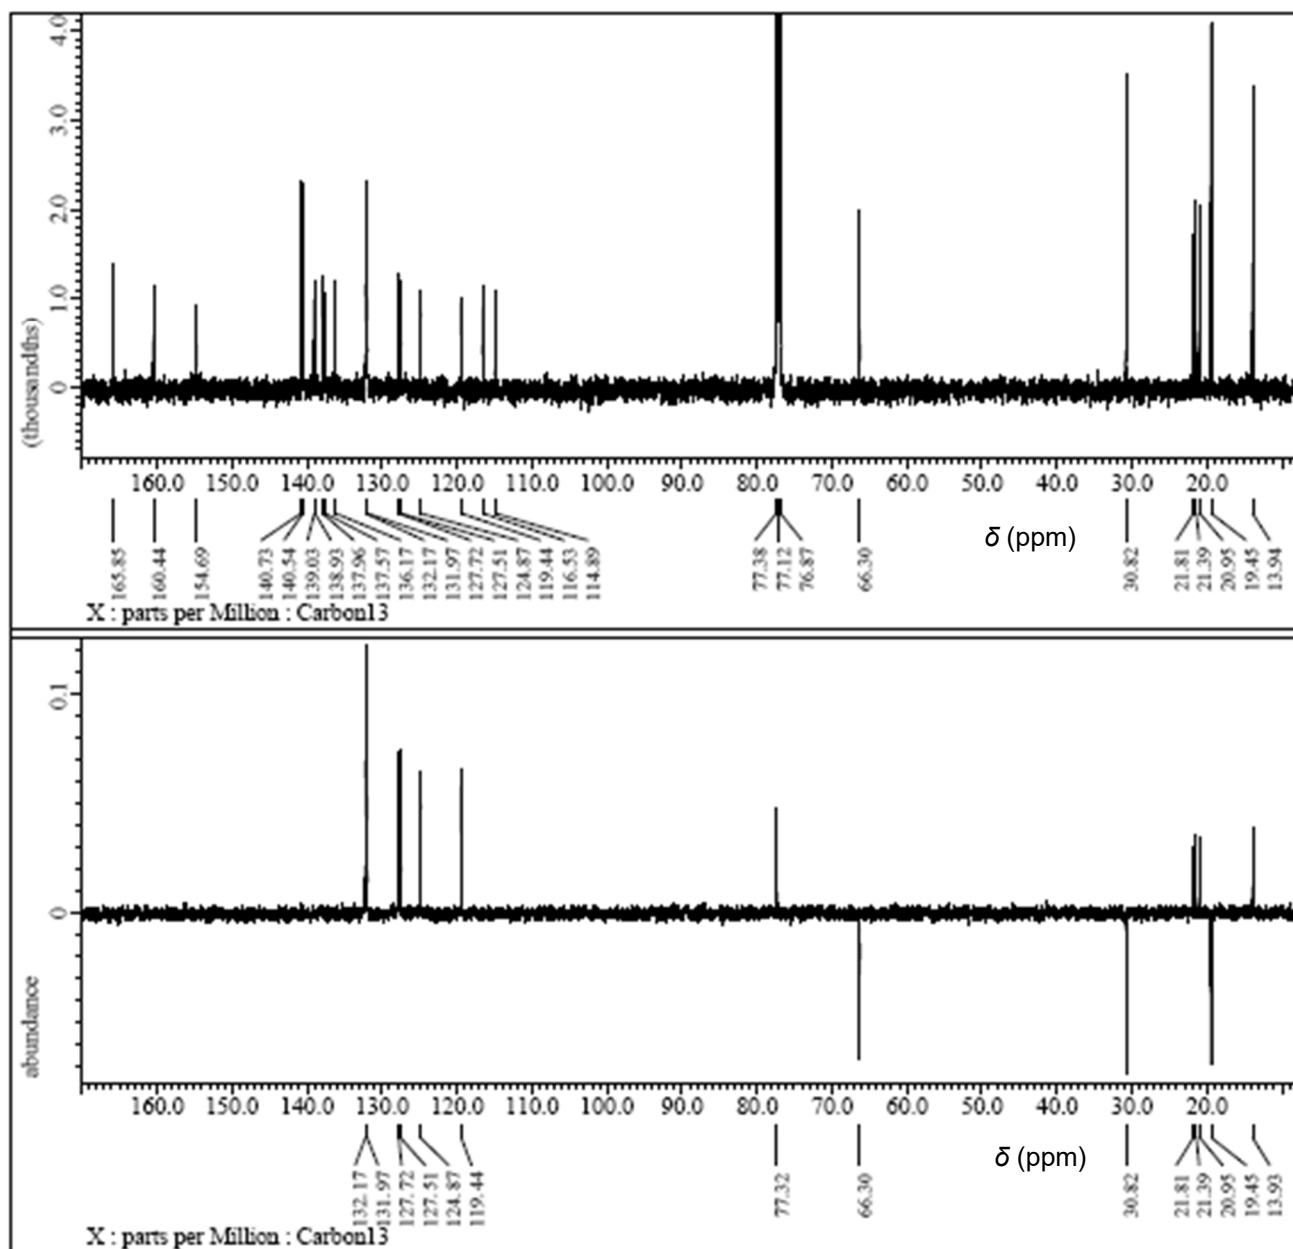 4.0
3.0
2.0
1.0
0
(thousandths)
160.0 150.0 140.0 130.0 120.0 110.0 100.0 90.0 80.0 70.0 60.0 50.0 40.0 30.0 20.0
165.85 160.44 154.69 140.73 140.54 139.03 138.93 137.96 137.57 136.17 132.17 131.97 127.72 127.51 124.87 119.44 116.53 114.89 77.38 77.12 76.87 66.30 30.82 21.81 21.39 20.95 19.45 13.94
δ (ppm)
X : parts per Million : Carbon13
0.1
0
abundance
160.0 150.0 140.0 130.0 120.0 110.0 100.0 90.0 80.0 70.0 60.0 50.0 40.0 30.0 20.0
132.17 131.97 127.72 127.51 124.87 119.44 77.32 66.30 30.82 21.81 21.39 20.95 19.45 13.93
δ (ppm)
X : parts per Million : Carbon13